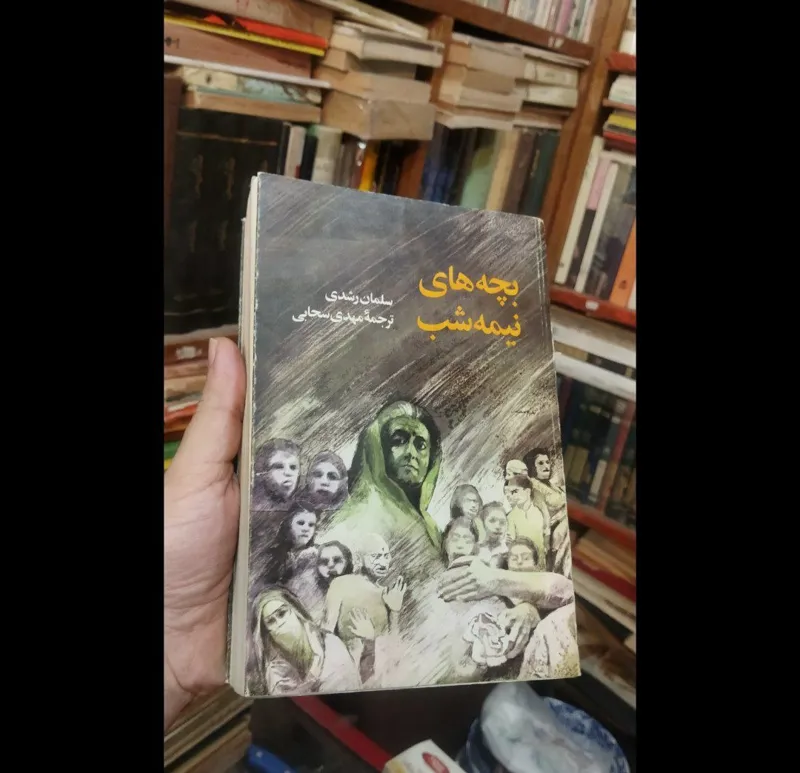 بچه‌های
نیمه‌شب
سلمان رشدی
ترجمهٔ مهدی سحابی